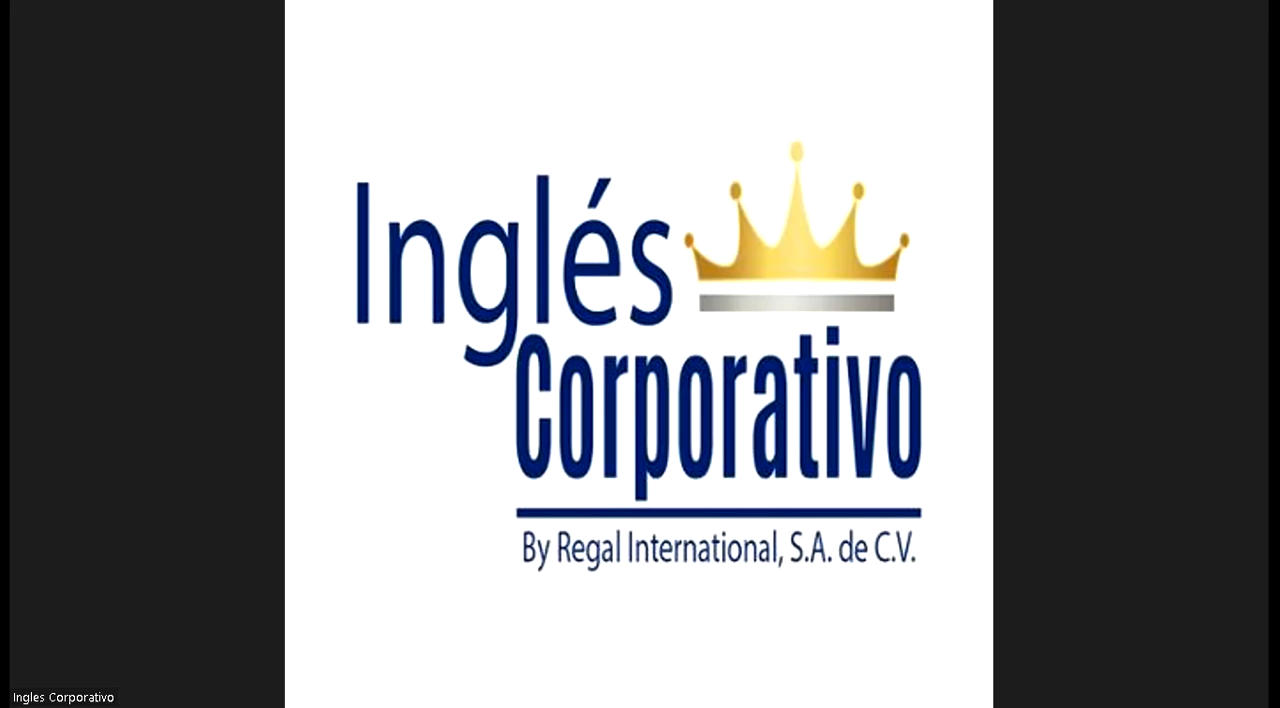 Inglés
Corporativo
By Regal International, S.A. de C.V.
Ingles Corporativo